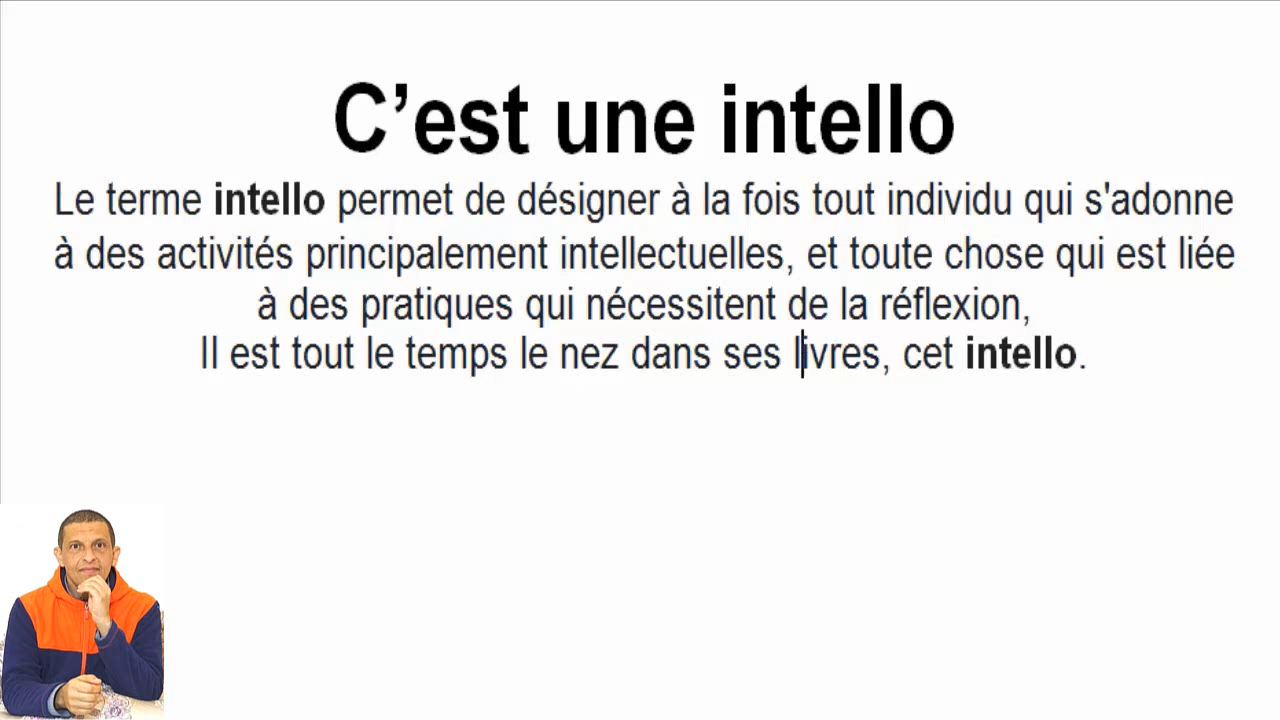 C’est une intello
Le terme intello permet de désigner à la fois tout individu qui s'adonne
à des activités principalement intellectuelles, et toute chose qui est liée
à des pratiques qui nécessitent de la réflexion,
Il est tout le temps le nez dans ses livres, cet intello.